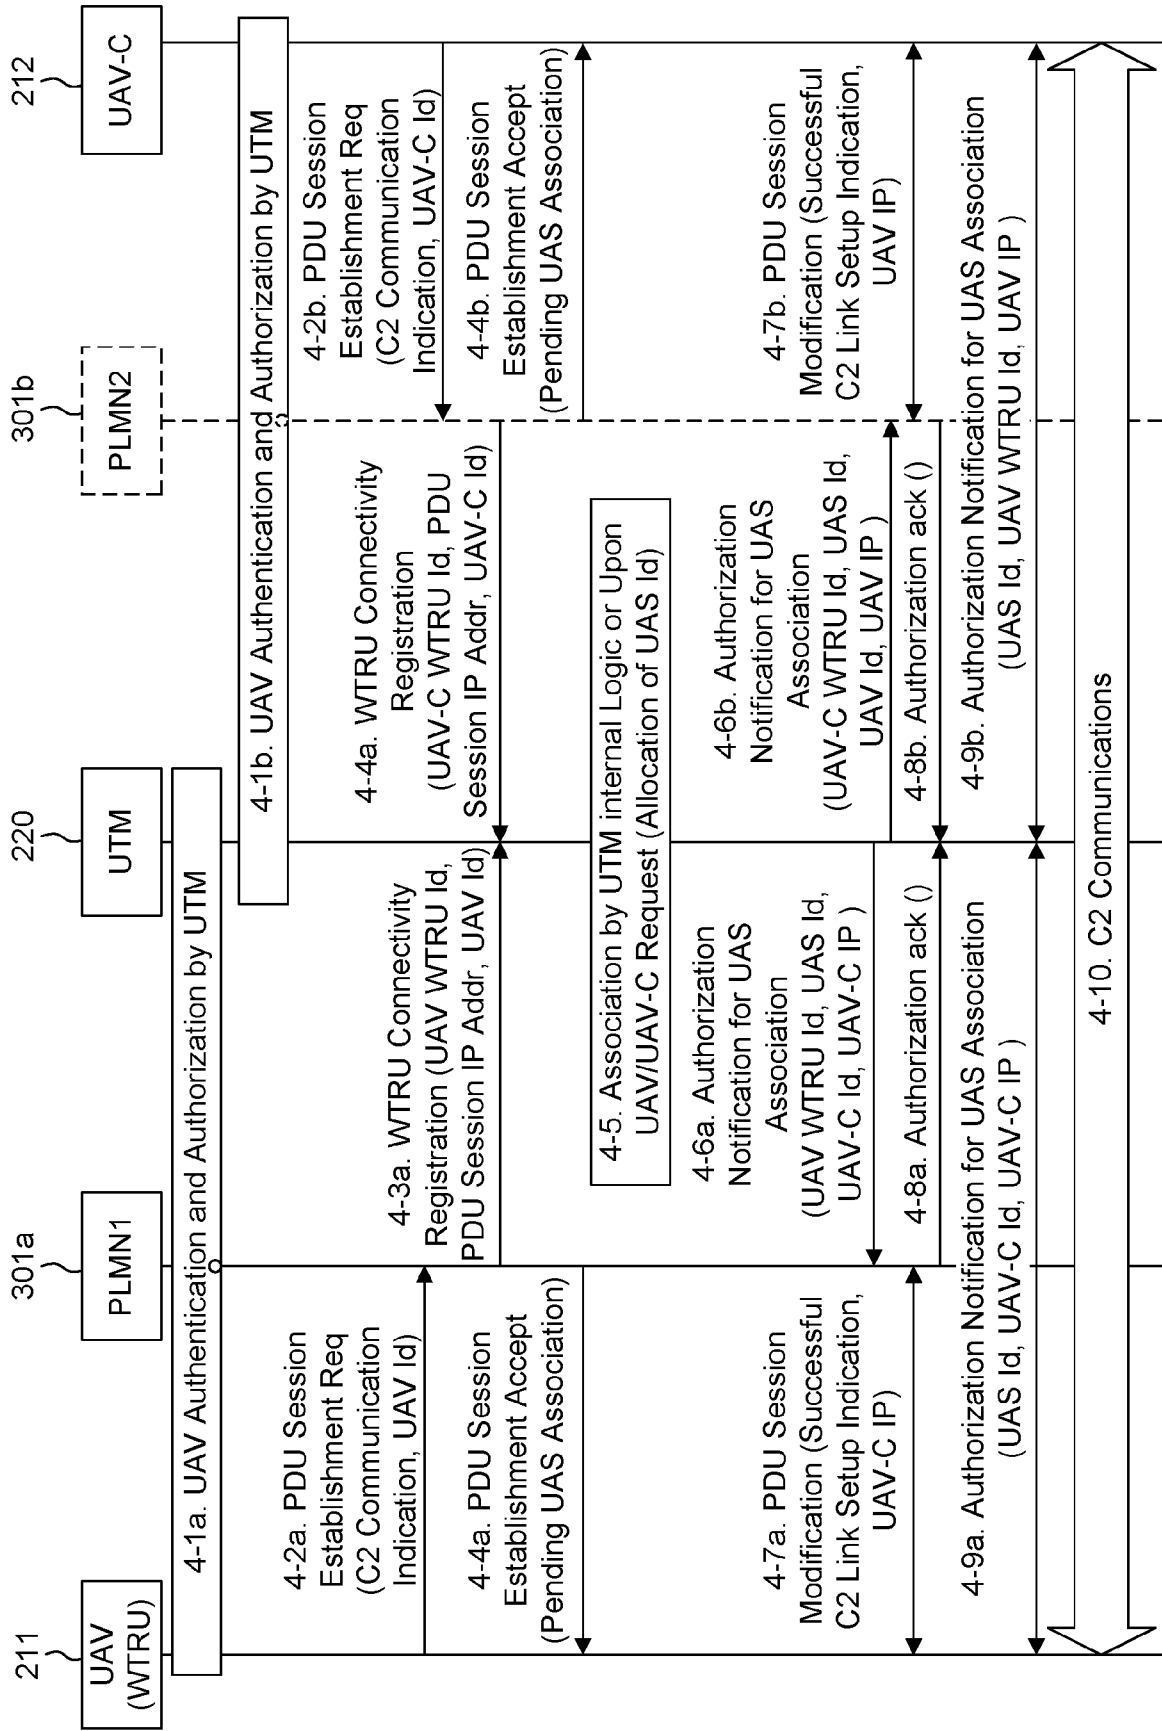 211
UAV
(WTRU)
301a
PLMN1
220
UTM
301b
PLMN2
212
UAV-C
4-1a. UAV Authentication and Authorization by UTM
4-1b. UAV Authentication and Authorization by UTM
4-2a. PDU Session
Establishment Req
(C2 Communication
Indication, UAV Id)
4-2b. PDU Session
Establishment Req
(C2 Communication
Indication, UAV-C Id)
4-3a. WTRU Connectivity
Registration (UAV WTRU Id,
PDU Session IP Addr, UAV Id)
4-4a. WTRU Connectivity
Registration
(UAV-C WTRU Id, PDU
Session IP Addr, UAV-C Id)
4-4a. PDU Session
Establishment Accept
(Pending UAS Association)
4-4b. PDU Session
Establishment Accept
(Pending UAS Association)
4-5. Association by UTM internal Logic or Upon
UAV/UAV-C Request (Allocation of UAS Id)
4-6a. Authorization
Notification for UAS
Association
(UAV WTRU Id, UAS Id,
UAV-C Id, UAV-C IP )
4-6b. Authorization
Notification for UAS
Association
(UAV-C WTRU Id, UAS Id,
UAV Id, UAV IP )
4-7a. PDU Session
Modification (Successful
C2 Link Setup Indication,
UAV-C IP)
4-7b. PDU Session
Modification (Successful
C2 Link Setup Indication,
UAV IP)
4-8a. Authorization ack ()
4-8b. Authorization ack ()
4-9a. Authorization Notification for UAS Association
(UAS Id, UAV-C Id, UAV-C IP )
4-9b. Authorization Notification for UAS Association
(UAS Id, UAV WTRU Id, UAV IP )
4-10. C2 Communications